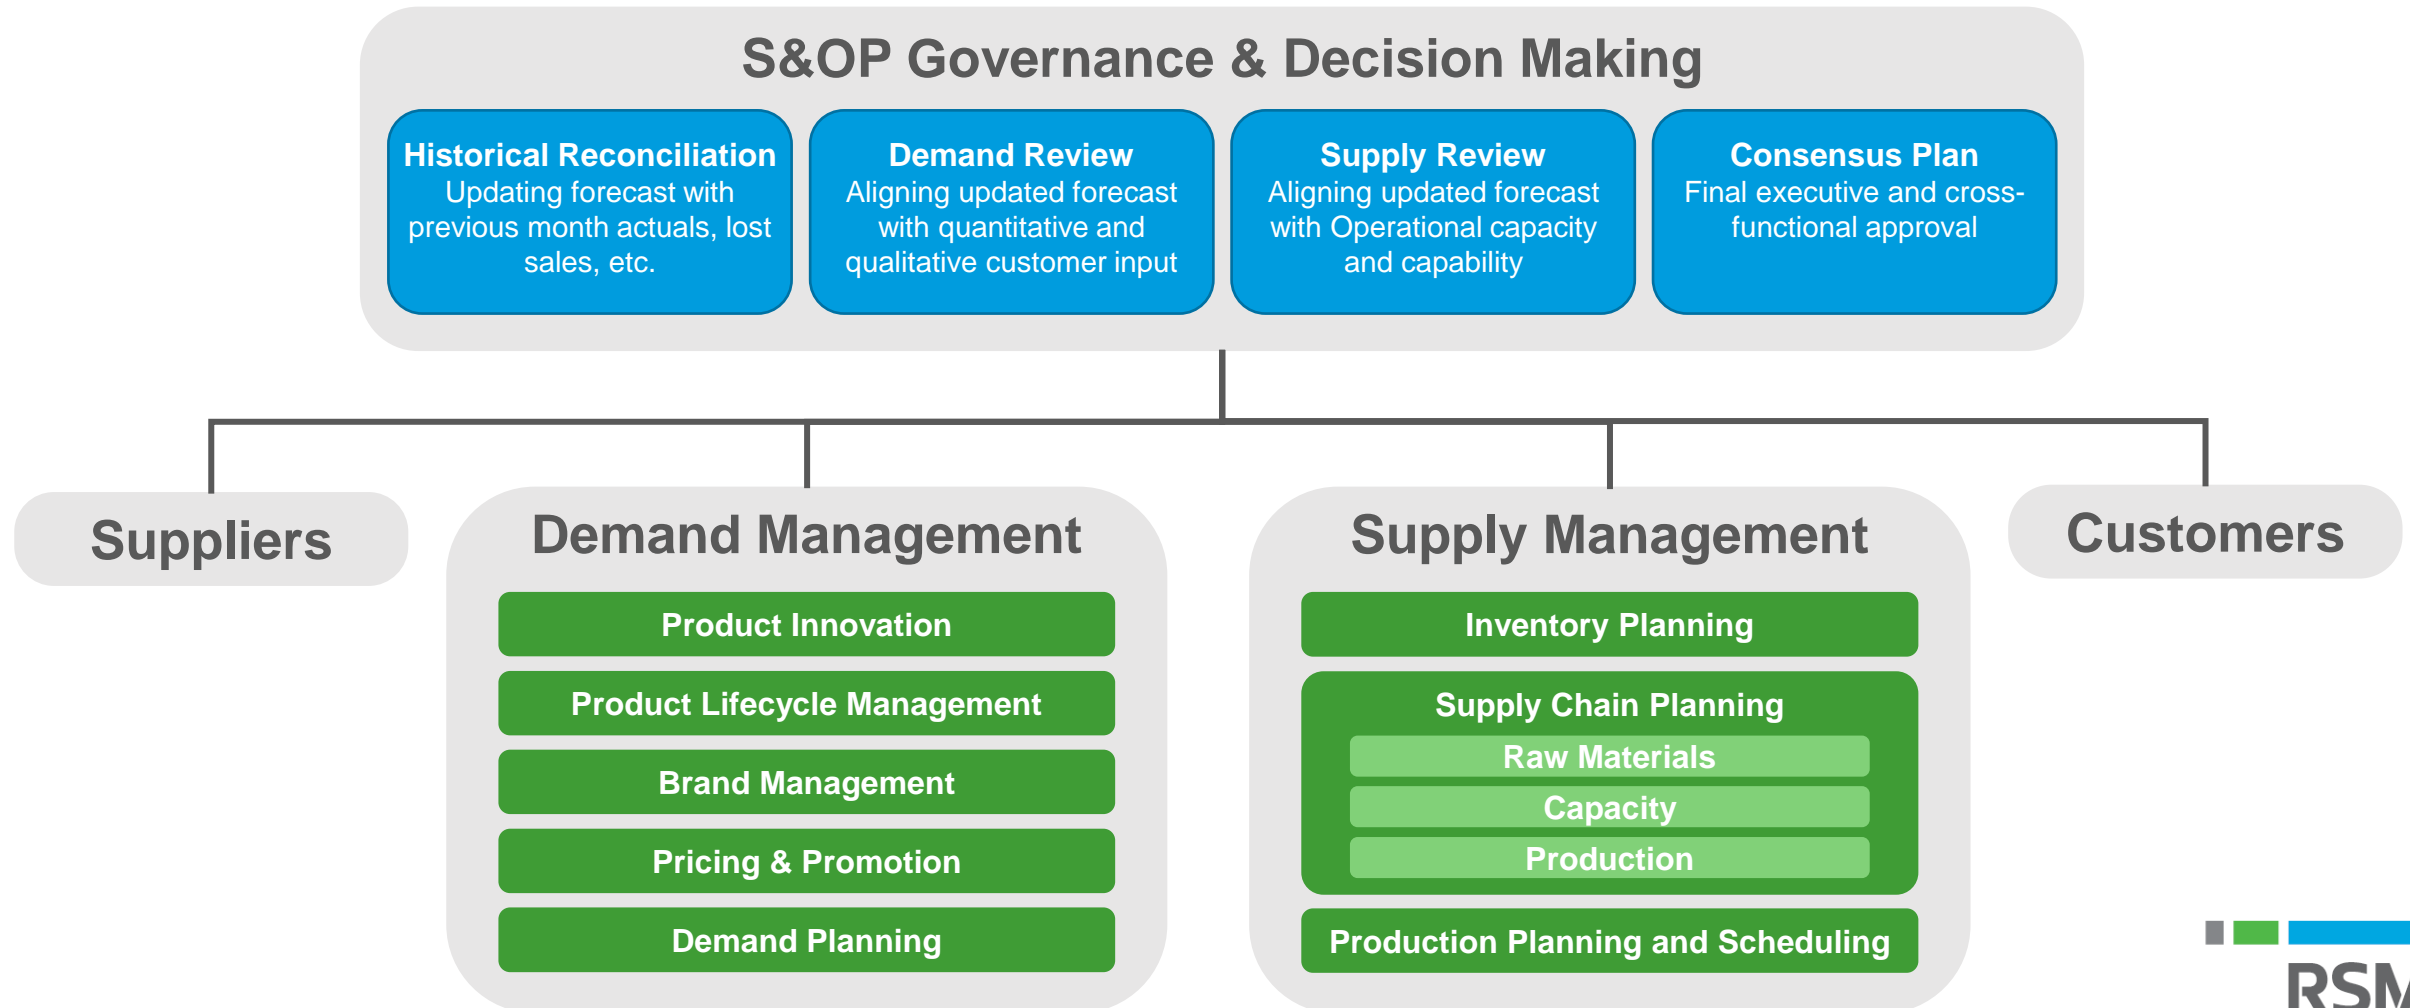 S&OP Governance & Decision Making
Historical Reconciliation
Updating forecast with
previous month actuals, lost
sales, etc.
Demand Review
Aligning updated forecast
with quantitative and
qualitative customer input
Supply Review
Aligning updated forecast
with Operational capacity
and capability
Consensus Plan
Final executive and cross-
functional approval
Suppliers
Demand Management
Product Innovation
Product Lifecycle Management
Brand Management
Pricing & Promotion
Demand Planning
Supply Management
Inventory Planning
Supply Chain Planning
Raw Materials
Capacity
Production
Production Planning and Scheduling
Customers
RSM